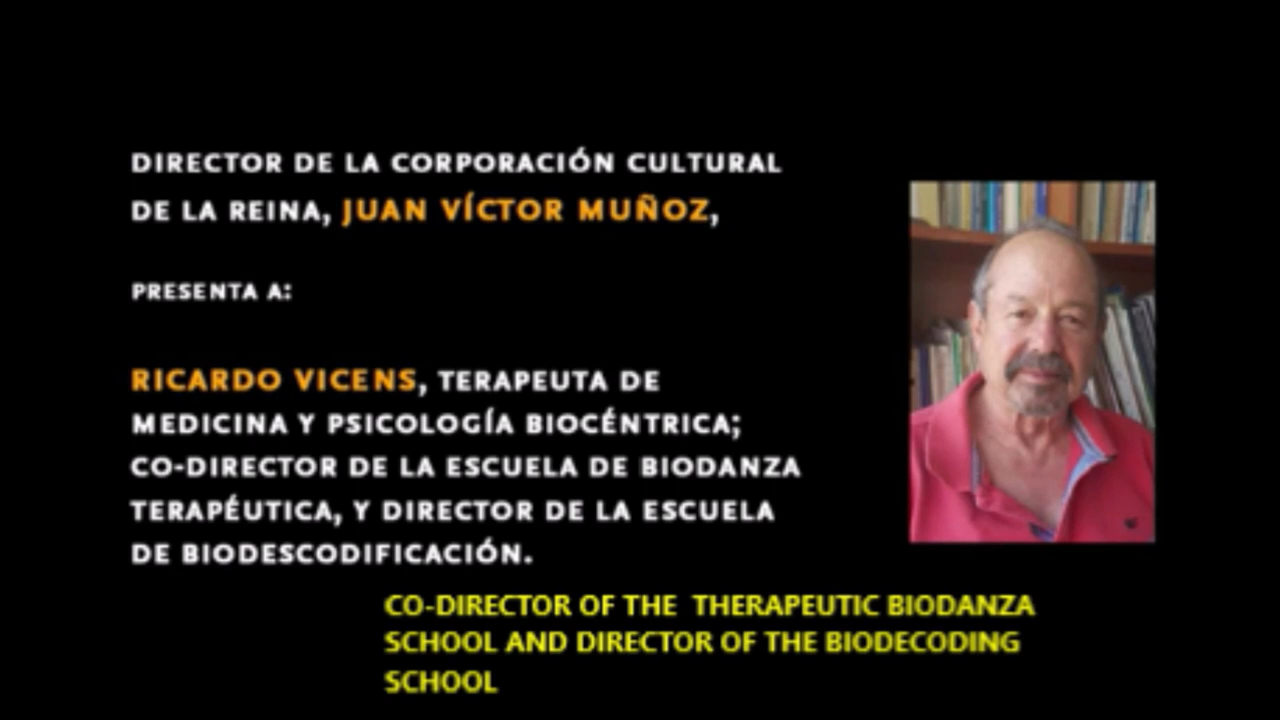 DIRECTOR DE LA CORPORACIÓN CULTURAL
DE LA REINA, JUAN VÍCTOR MUÑOZ,
PRESENTA A:
RICARDO VICENS, TERAPEUTA DE
MEDICINA Y PSICOLOGÍA BIOCÉNTRICA;
CO-DIRECTOR DE LA ESCUELA DE BIODANZA
TERAPÉUTICA, Y DIRECTOR DE LA ESCUELA
DE BIODESCODIFICACIÓN.
CO-DIRECTOR OF THE THERAPEUTIC BIODANZA
SCHOOL AND DIRECTOR OF THE BIODECODING
SCHOOL